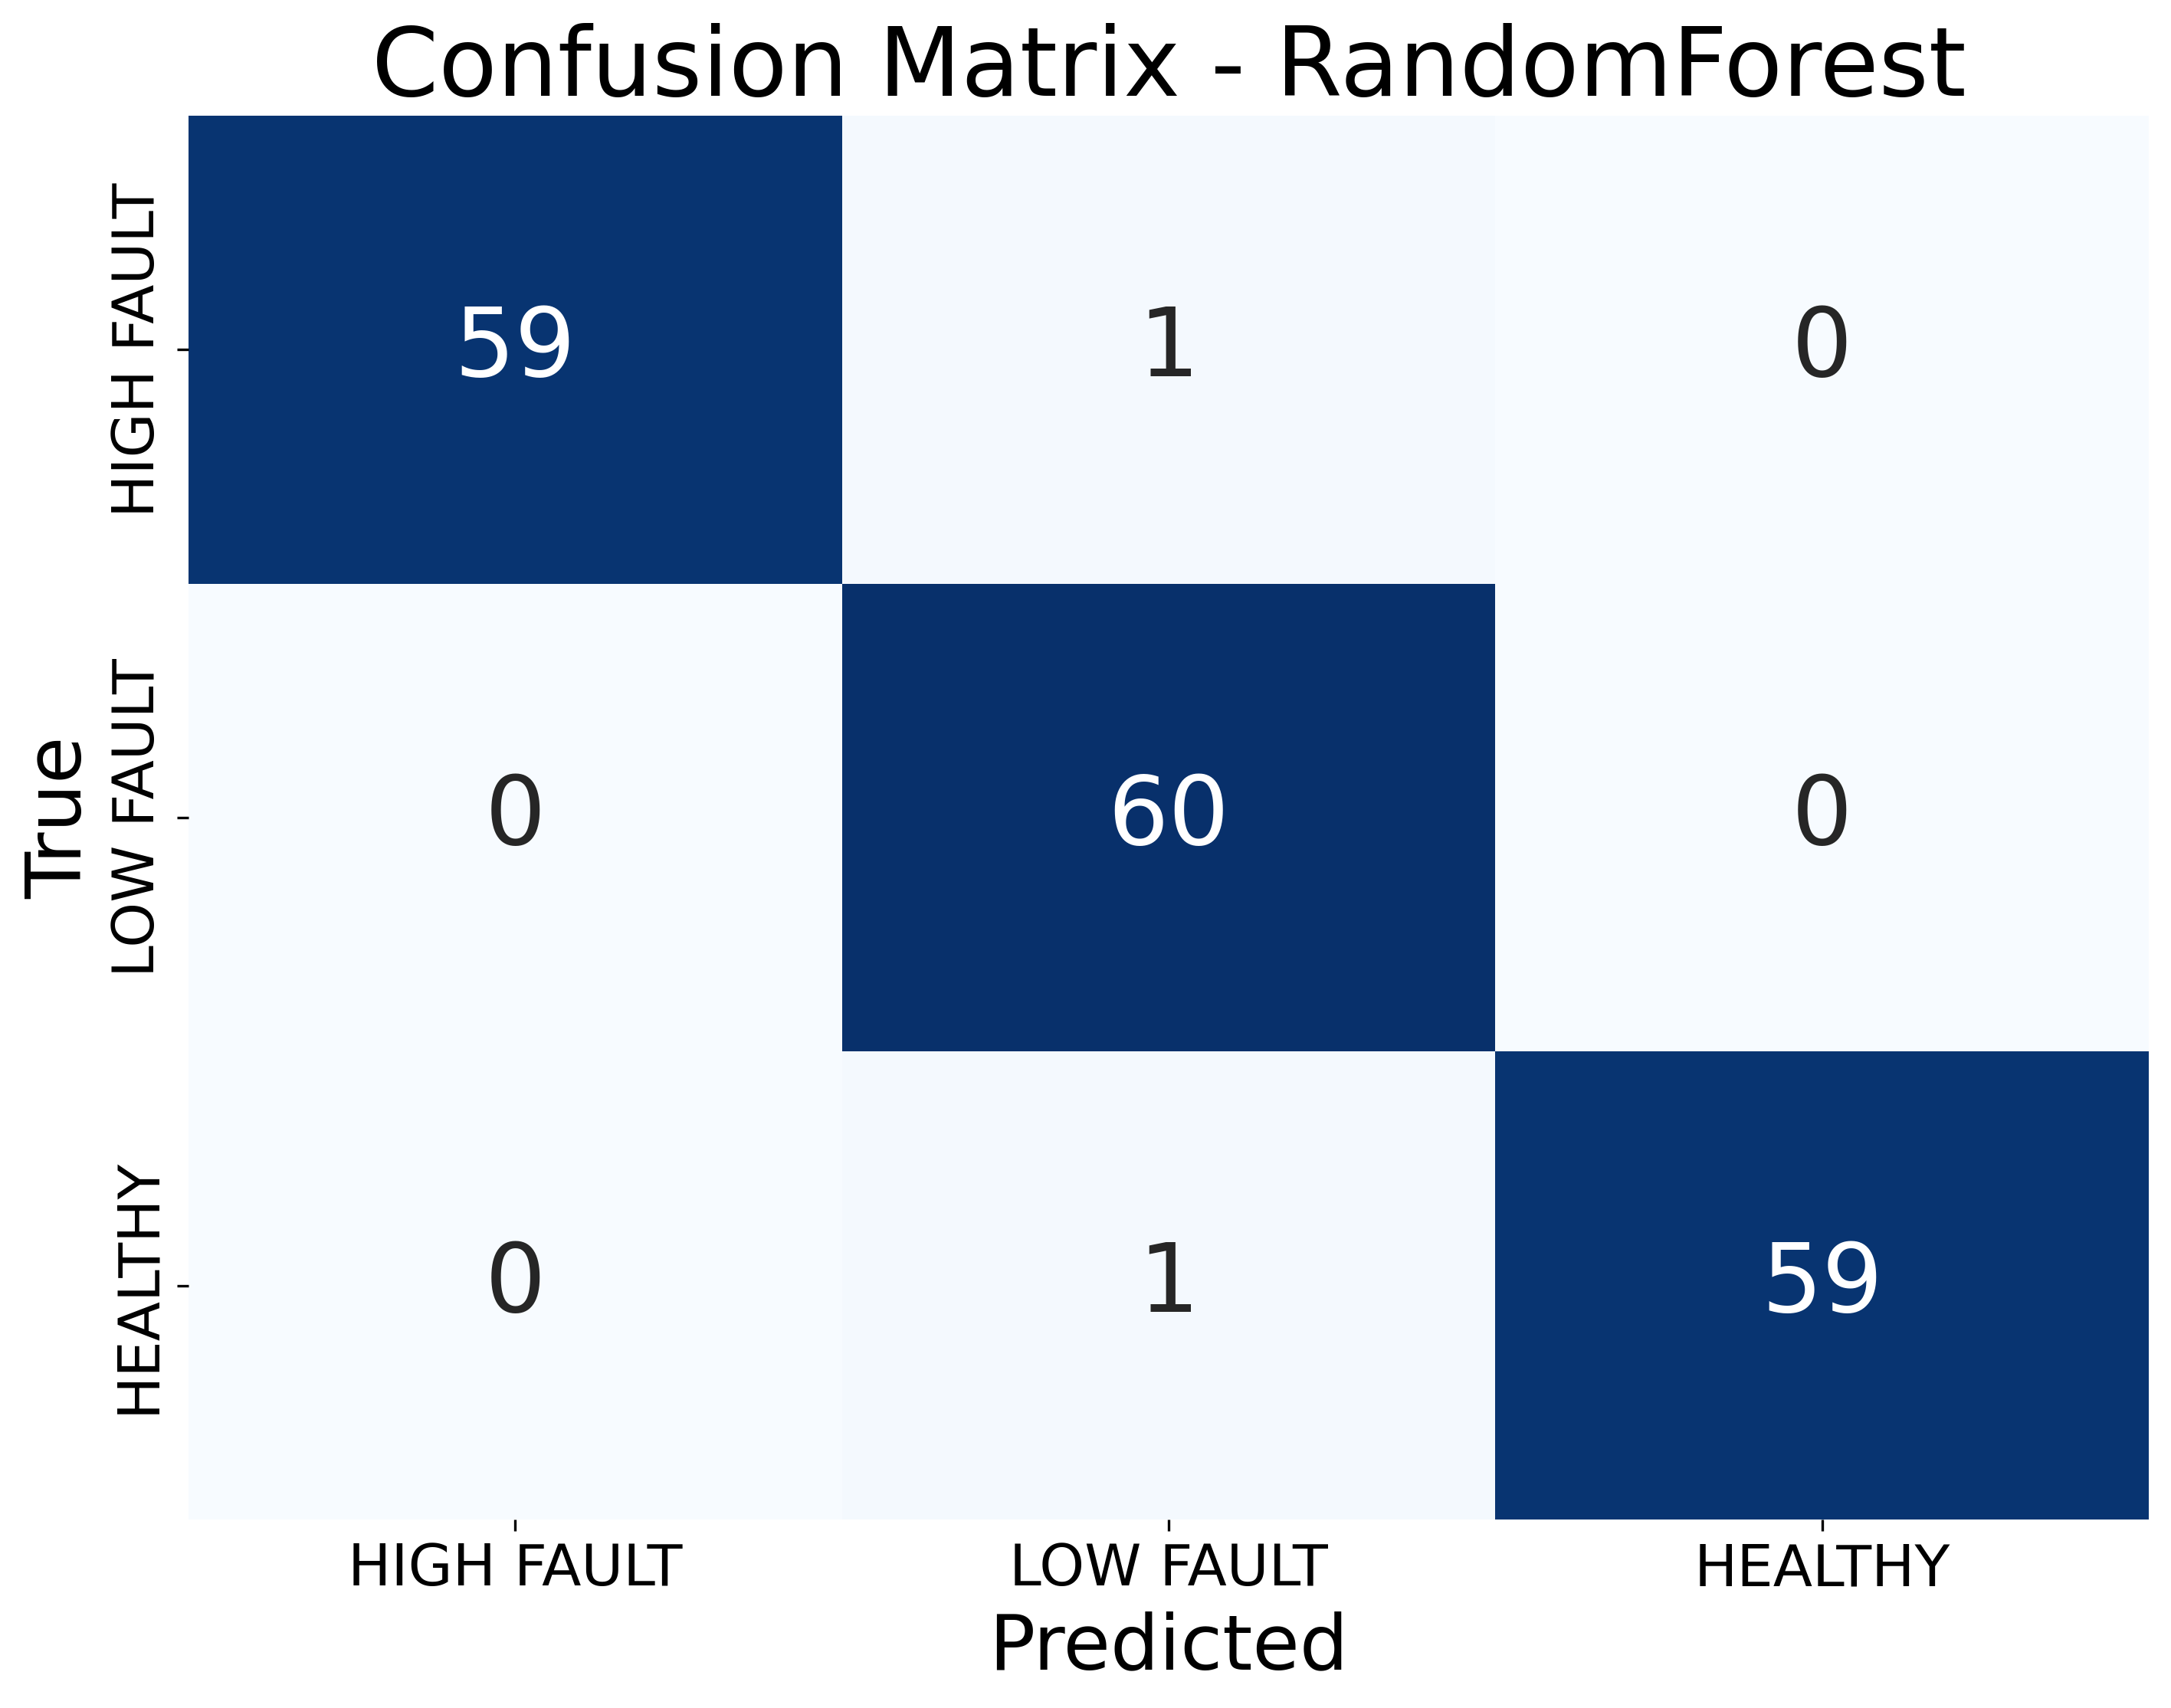 Confusion Matrix - RandomForest
True
HIGH FAULT
59 1 0
LOW FAULT
0 60 0
HEALTHY
0 1 59
HIGH FAULT LOW FAULT HEALTHY
Predicted